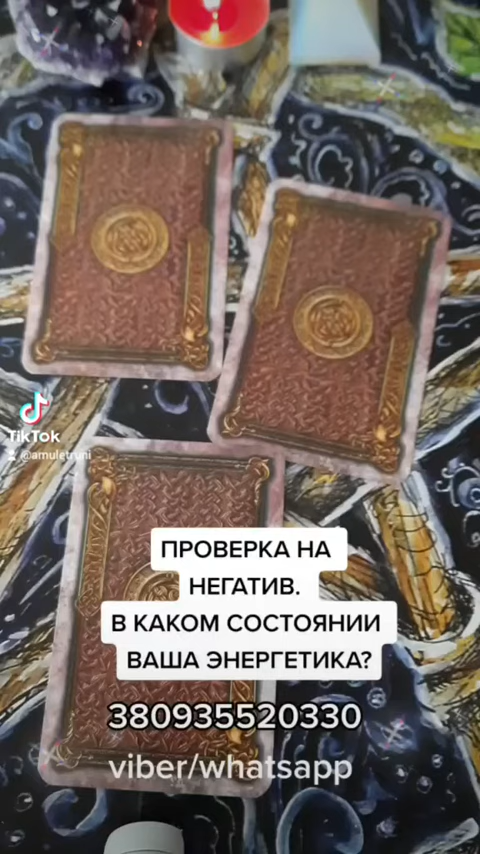 TikTok
@amuletruni
ПРОВЕРКА НА
НЕГАТИВ.
В КАКОМ СОСТОЯНИИ
ВАША ЭНЕРГЕТИКА?
380935520330
viber/whatsapp